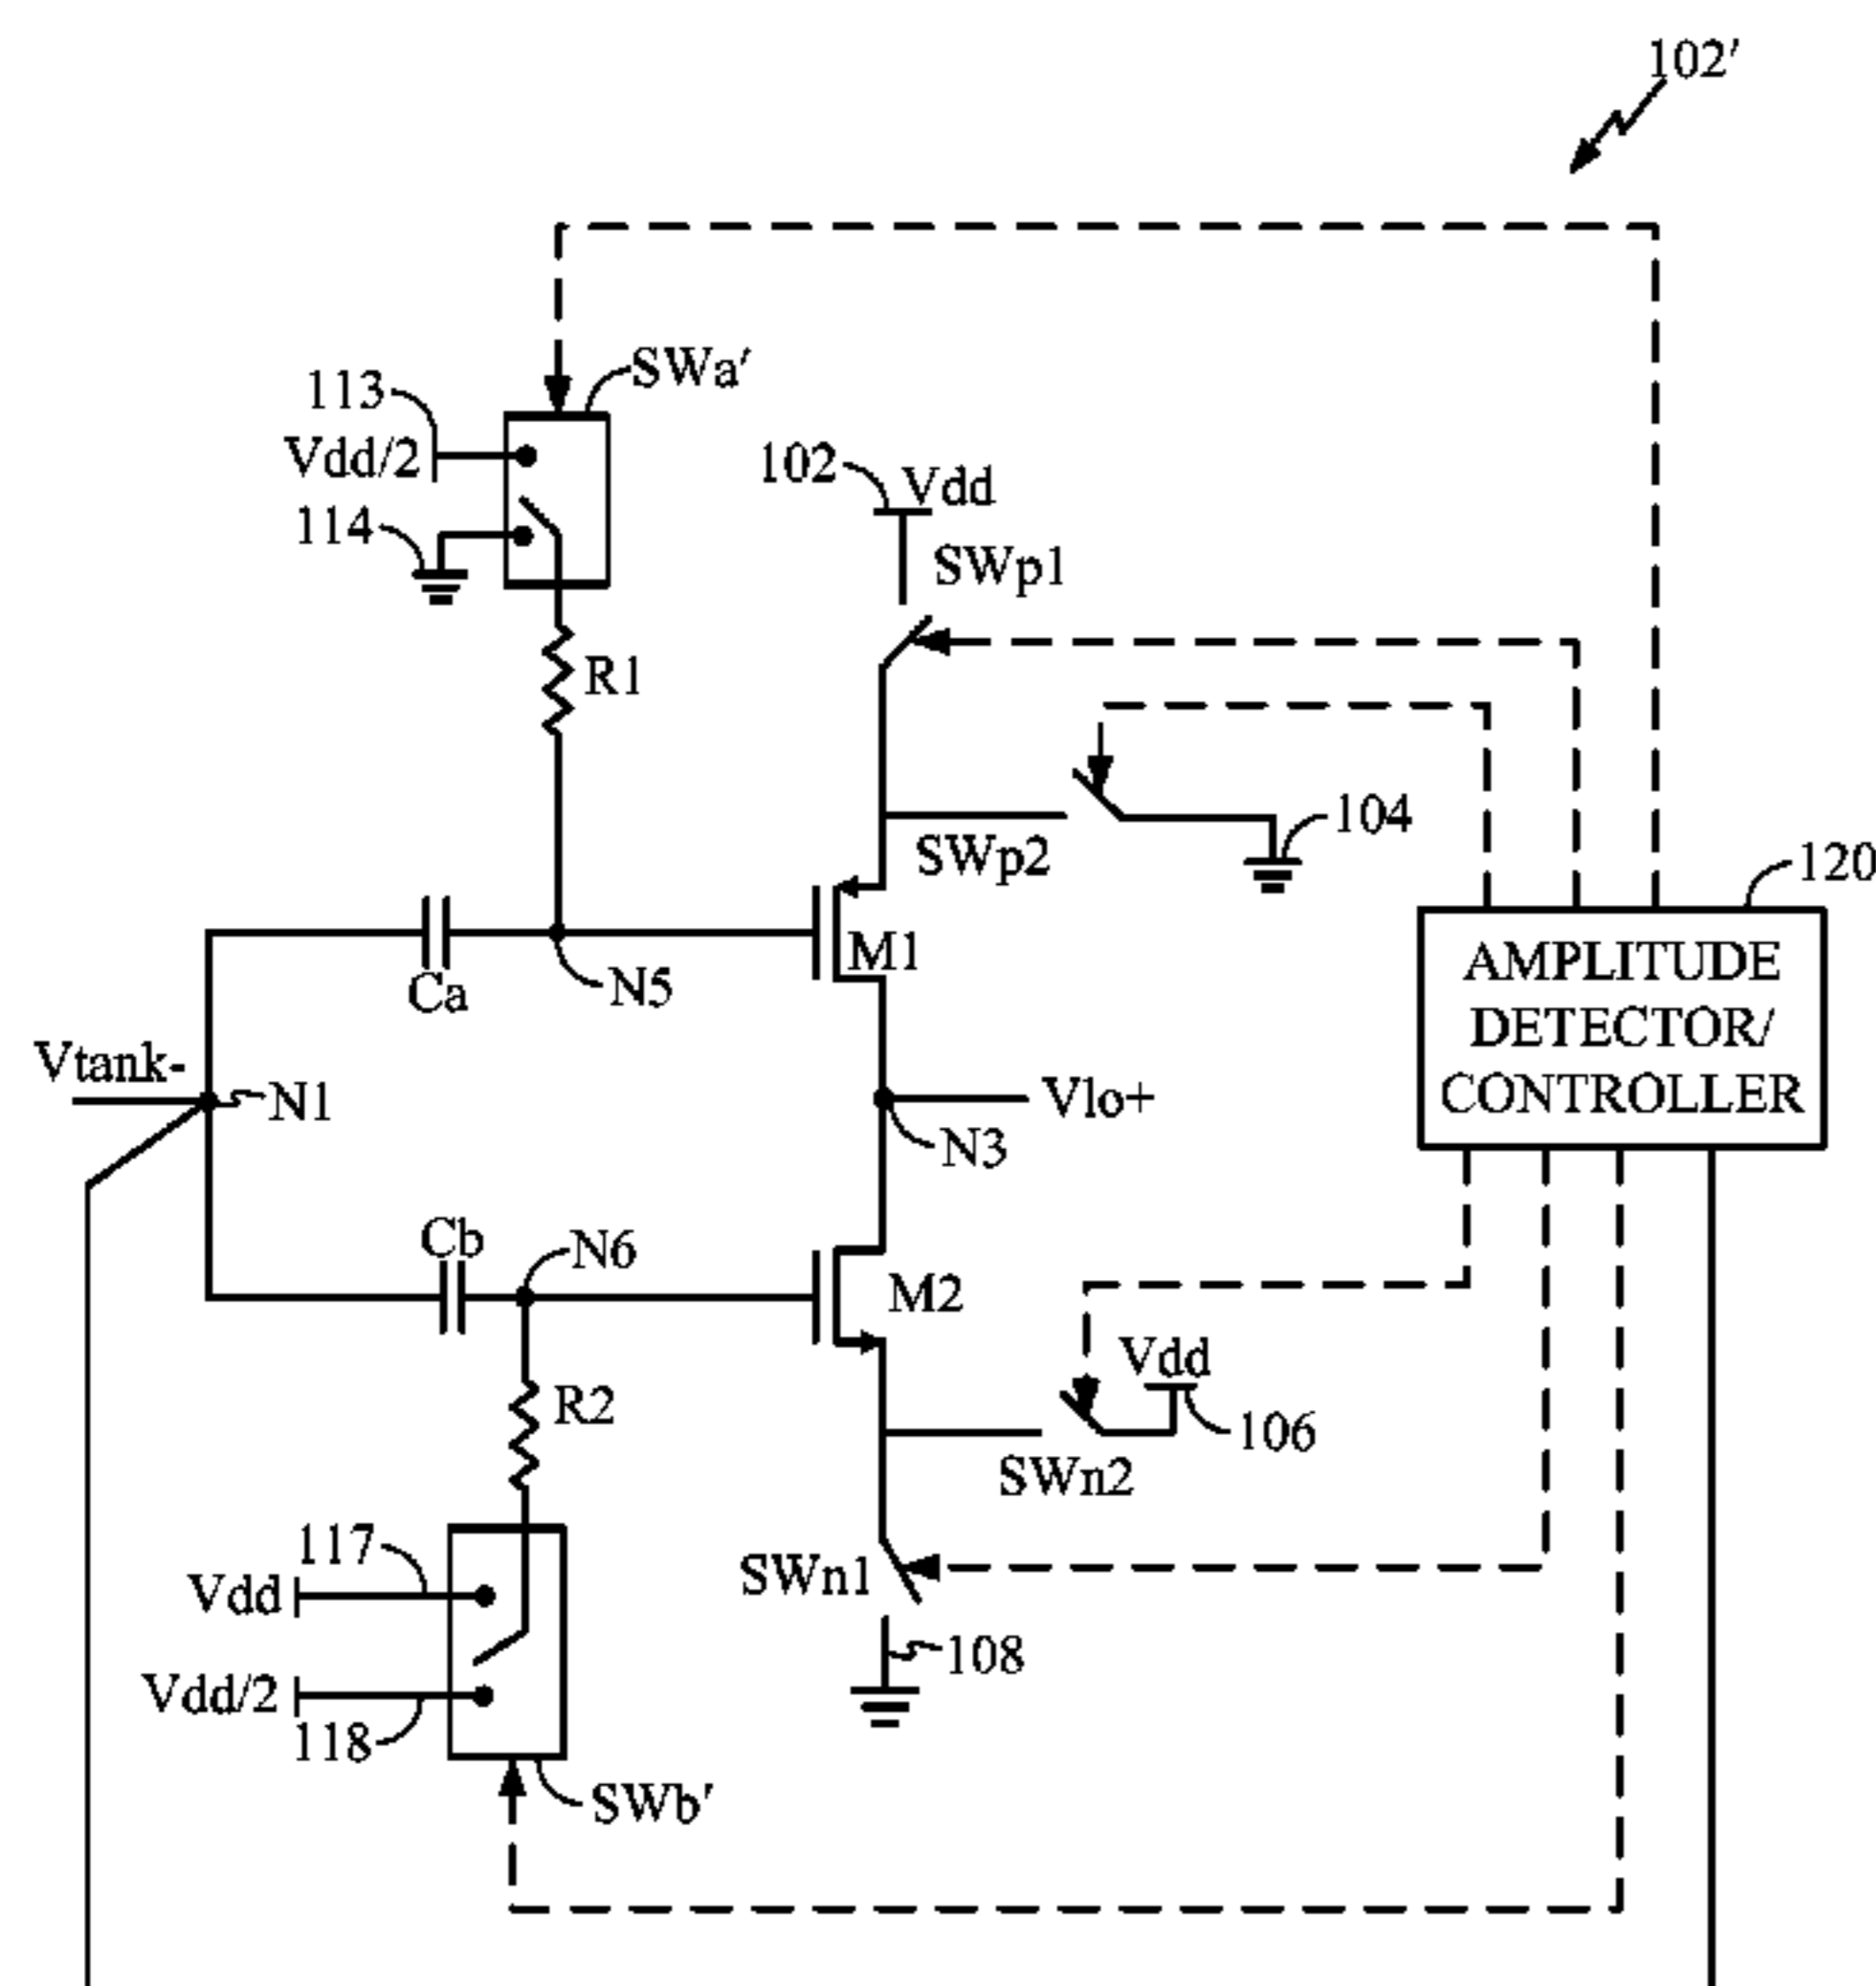 102'
SWa'
113
Vdd/2
102
Vdd
114
SWp1
R1
104
SWp2
120
M1
AMPLITUDE
DETECTOR/
CONTROLLER
N5
Ca
Vtank-
N1
Vlo+
N3
Cb
N6
M2
Vdd
R2
106
SWn2
117
SWn1
Vdd
108
Vdd/2
118
SWb'